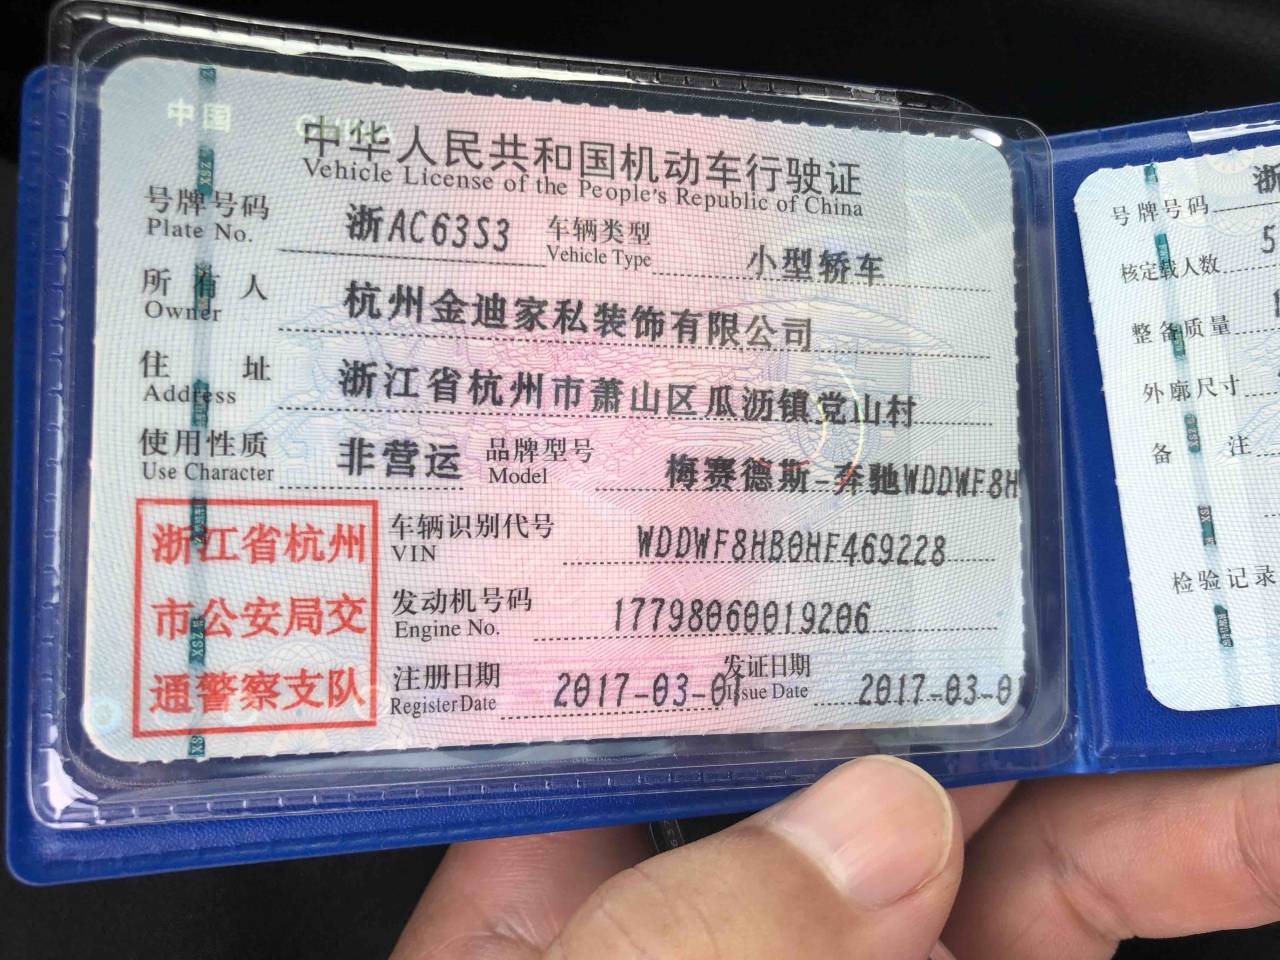 中国 CHINA
中华人民共和国机动车行驶证
Vehicle License of the People's Republic of China
号牌号码 浙AC63S3 车辆类型 小型轿车
Plate No. Vehicle Type
所有人 杭州金迪家私装饰有限公司
Owner
住址 浙江省杭州市萧山区瓜沥镇党山村
Address
使用性质 非营运 品牌型号 梅赛德斯-奔驰WDDWF8H
Use Character Model
浙江省杭州
市公安局交
通警察支队
车辆识别代号 WDDWF8HB0HF469228
VIN
发动机号码 17798060019206
Engine No.
注册日期 2017-03-01 发证日期 2017-03-0
Register Date Issue Date
号牌号码 浙
核定载人数 5
整备质量
外廓尺寸
备注
检验记录